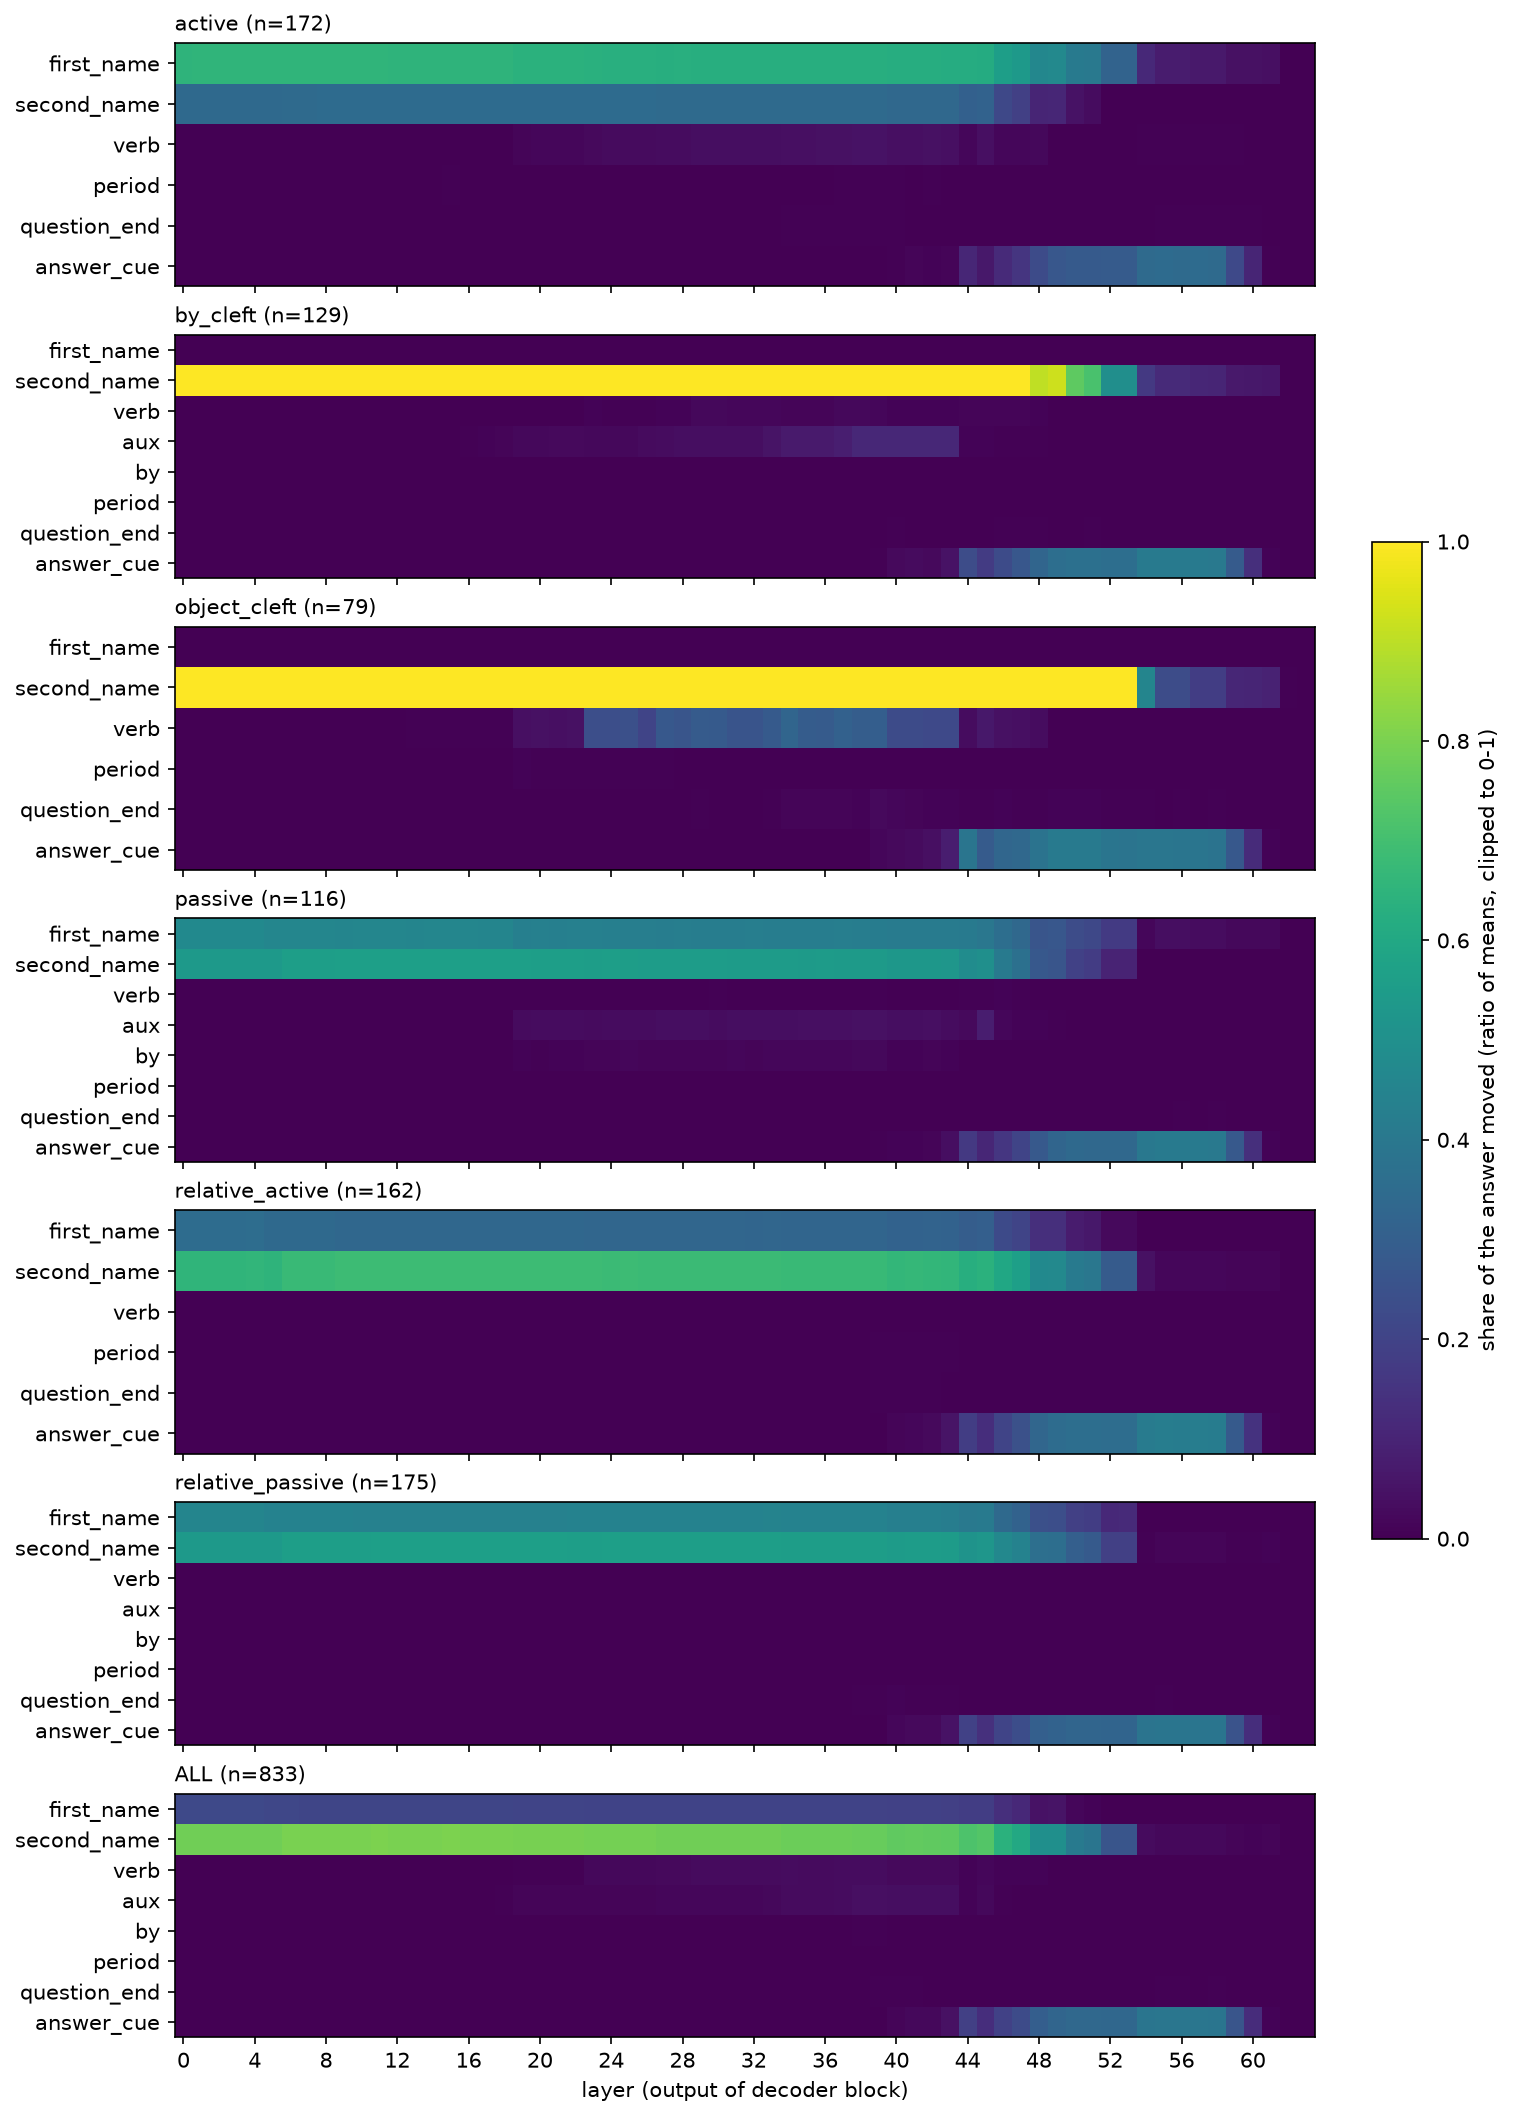 active (n=172)
first_name
second_name
verb
period
question_end
answer_cue
by_cleft (n=129)
first_name
second_name
verb
aux
by
period
question_end
answer_cue
object_cleft (n=79)
first_name
second_name
verb
period
question_end
answer_cue
passive (n=116)
first_name
second_name
verb
aux
by
period
question_end
answer_cue
relative_active (n=162)
first_name
second_name
verb
period
question_end
answer_cue
relative_passive (n=175)
first_name
second_name
verb
aux
by
period
question_end
answer_cue
ALL (n=833)
first_name
second_name
verb
aux
by
period
question_end
answer_cue
0 4 8 12 16 20 24 28 32 36 40 44 48 52 56 60
layer (output of decoder block)
1.0
0.8
0.6
0.4
0.2
0.0
share of the answer moved (ratio of means, clipped to 0-1)